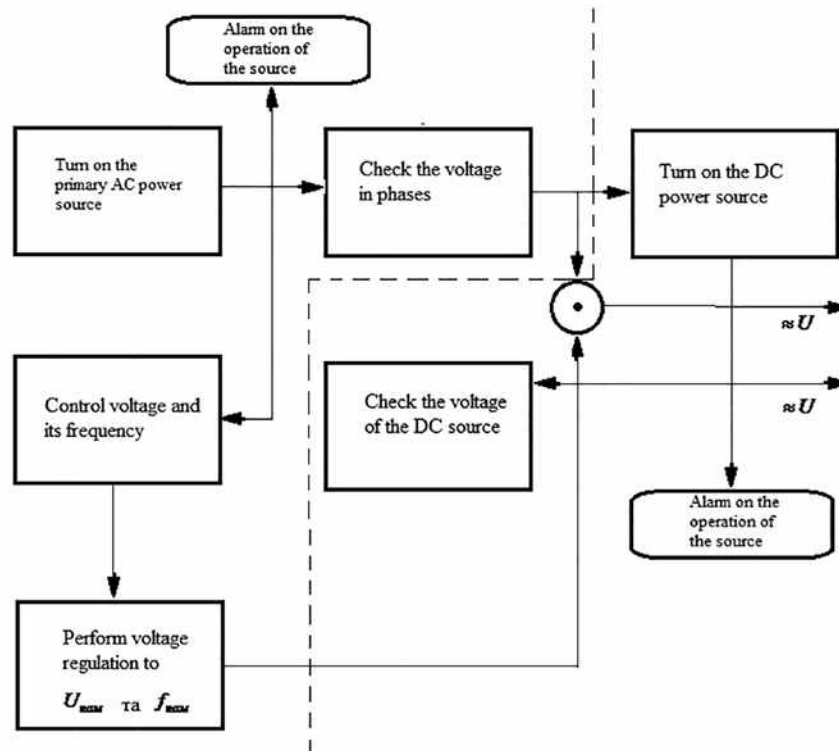 Alarm on the
operation of
the source
Turn on the
primary AC power
source
Check the voltage
in phases
Turn on the DC
power source
≈ U
Control voltage and
its frequency
Check the voltage
of the DC source
≈ U
Alarm on the
operation of
the source
Perform voltage
regulation to
U та f